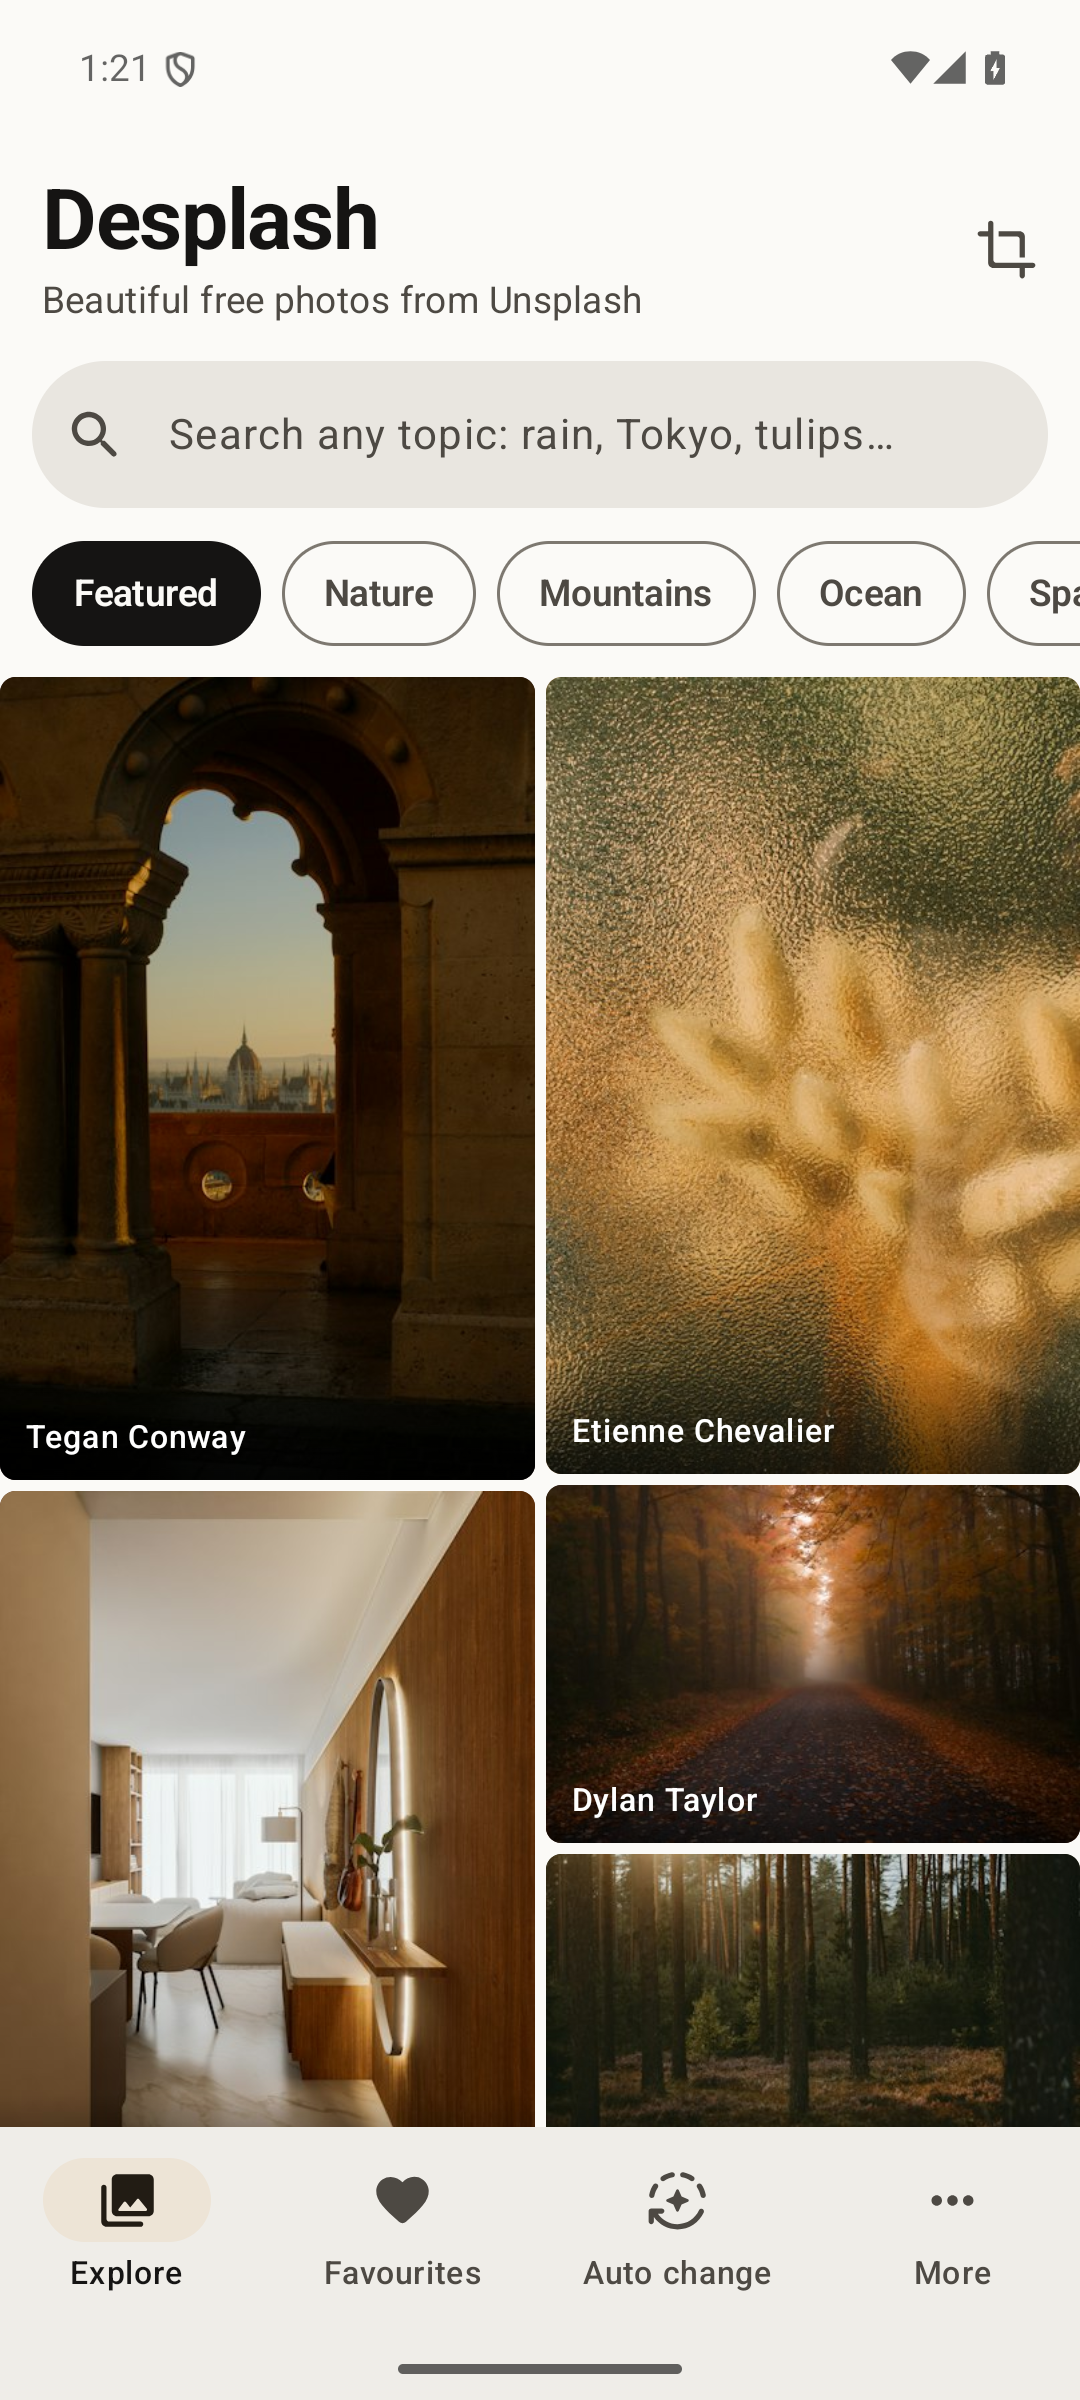 1:21
Desplash
Beautiful free photos from Unsplash
Search any topic: rain, Tokyo, tulips…
Featured
Nature
Mountains
Ocean
Spa
Tegan Conway
Etienne Chevalier
Dylan Taylor
Explore
Favourites
Auto change
More